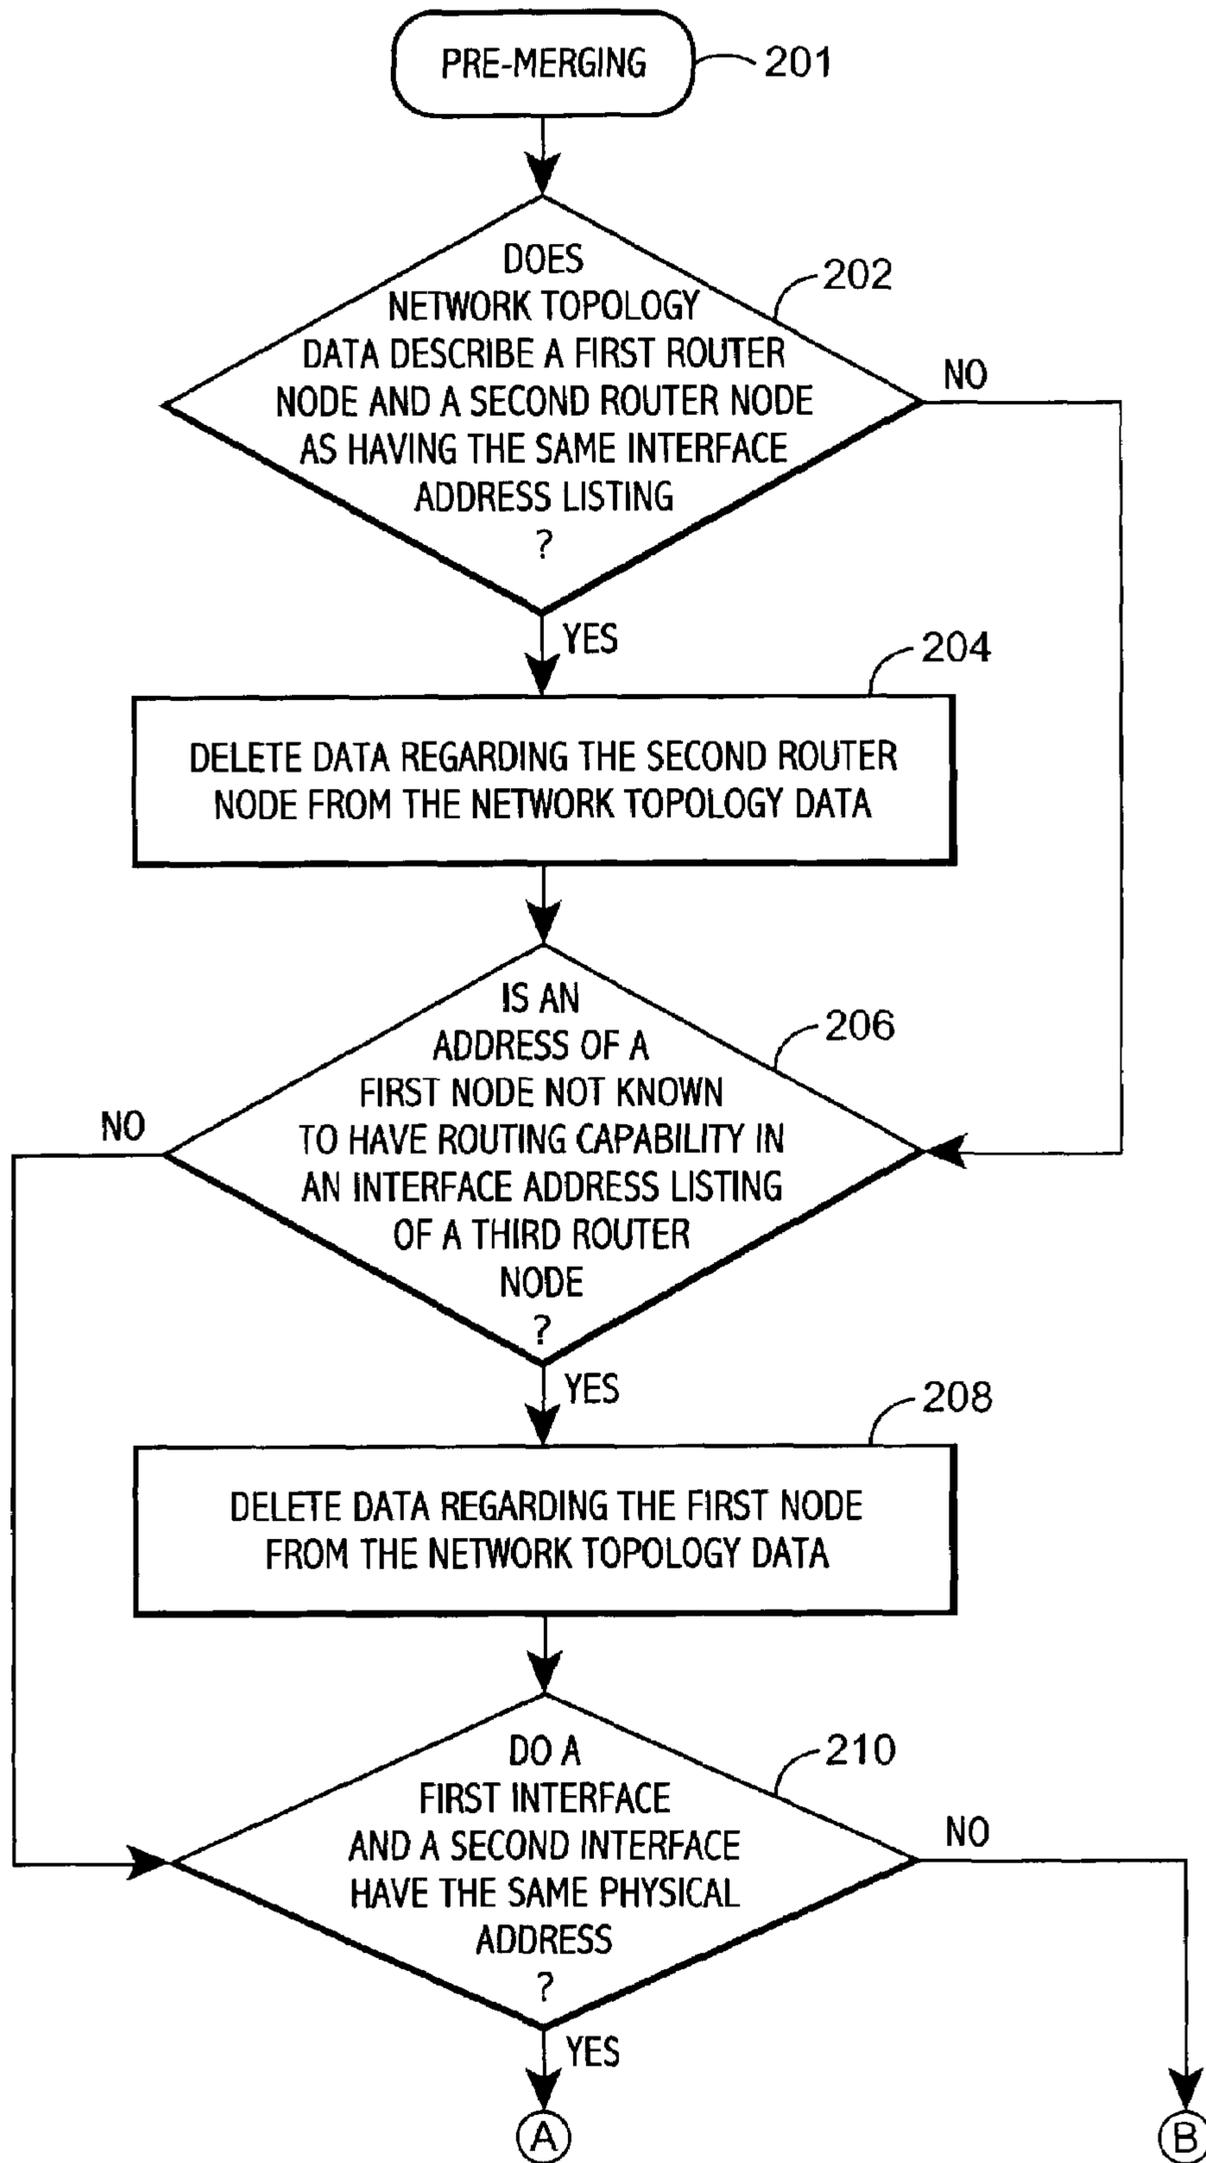 PRE-MERGING
201
DOES
NETWORK TOPOLOGY
DATA DESCRIBE A FIRST ROUTER
NODE AND A SECOND ROUTER NODE
AS HAVING THE SAME INTERFACE
ADDRESS LISTING
?
202
NO
YES
204
DELETE DATA REGARDING THE SECOND ROUTER
NODE FROM THE NETWORK TOPOLOGY DATA
IS AN
ADDRESS OF A
FIRST NODE NOT KNOWN
TO HAVE ROUTING CAPABILITY IN
AN INTERFACE ADDRESS LISTING
OF A THIRD ROUTER
NODE
?
206
NO
YES
208
DELETE DATA REGARDING THE FIRST NODE
FROM THE NETWORK TOPOLOGY DATA
DO A
FIRST INTERFACE
AND A SECOND INTERFACE
HAVE THE SAME PHYSICAL
ADDRESS
?
210
NO
YES
A
B